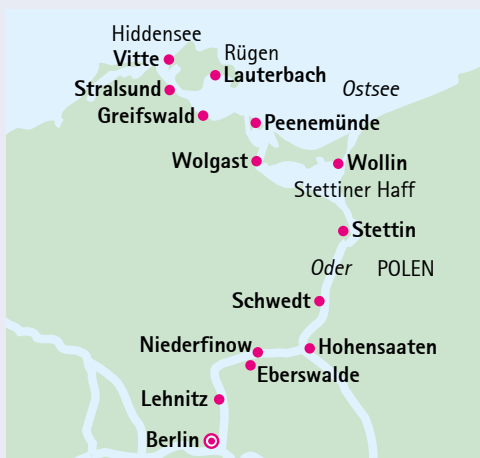 Hiddensee
Vitte
Rügen
Lauterbach
Stralsund
Ostsee
Greifswald
Peenemünde
Wolgast
Wollin
Stettiner Haff
Stettin
Oder
POLEN
Schwedt
Niederfinow
Hohensaaten
Eberswalde
Lehnitz
Berlin